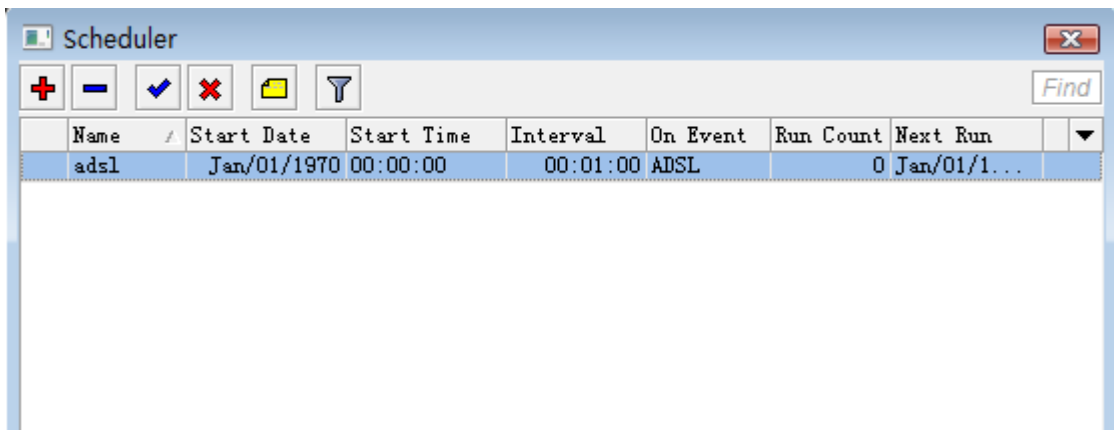 Scheduler
Find
Name Start Date Start Time Interval On Event Run Count Next Run
adsl Jan/01/1970 00:00:00 00:01:00 ADSL 0 Jan/01/1...